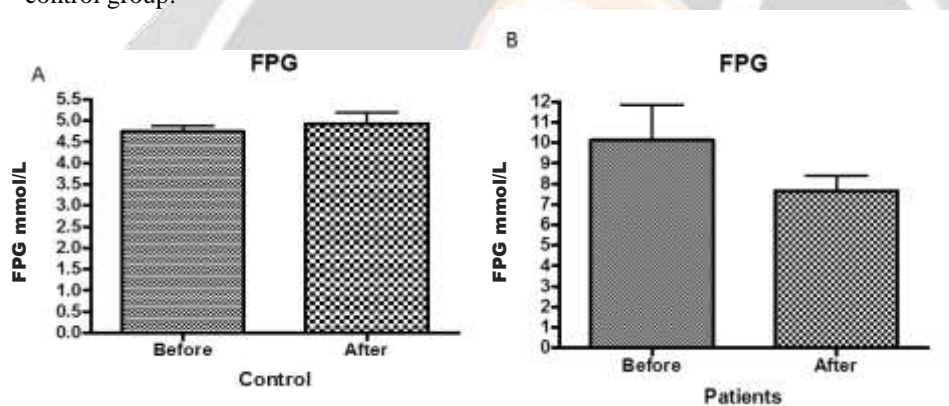 control group.
A
FPG
5.5
5.0
4.5
4.0
3.5
3.0
2.5
2.0
1.5
1.0
0.5
0.0
FPG mmol/L
Before After
Control
B
FPG
12
11
10
9
8
7
6
5
4
3
2
1
0
FPG mmol/L
Before After
Patients